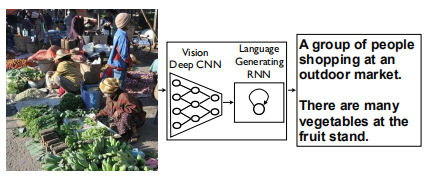 Vision
Deep CNN
Language
Generating
RNN
A group of people
shopping at an
outdoor market.
There are many
vegetables at the
fruit stand.